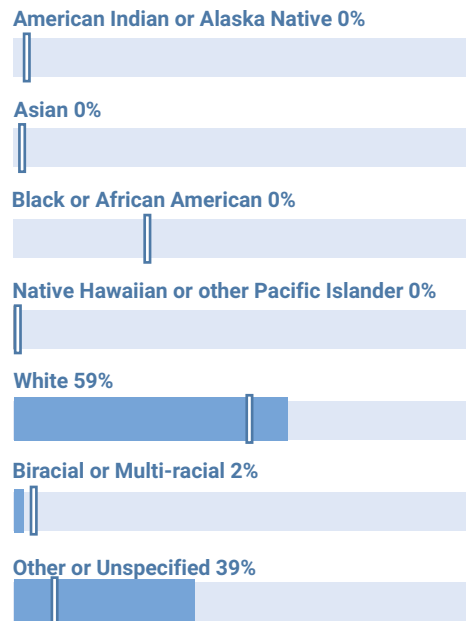 American Indian or Alaska Native 0%
Asian 0%
Black or African American 0%
Native Hawaiian or other Pacific Islander 0%
White 59%
Biracial or Multi-racial 2%
Other or Unspecified 39%